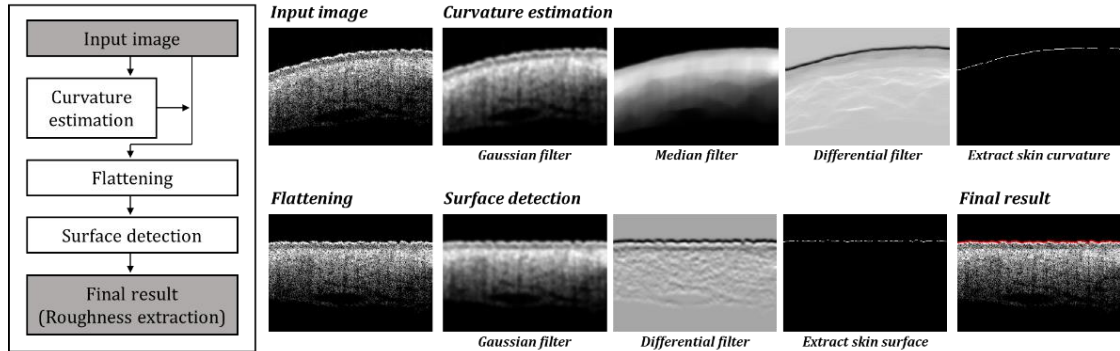 Input image
Curvature
estimation
Flattening
Surface detection
Final result
(Roughness extraction)
Input image
Curvature estimation
Gaussian filter
Median filter
Differential filter
Extract skin curvature
Flattening
Surface detection
Final result
Gaussian filter
Differential filter
Extract skin surface